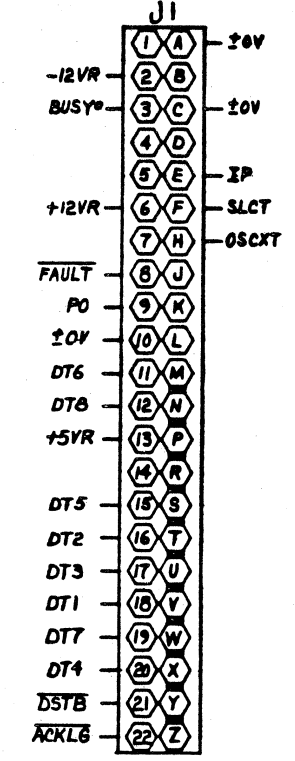 J1
1 A ±0V
-12VR 2 B
BUSY* 3 C ±0V
4 D
5 E IP
+12VR 6 F SLCT
7 H OSCXT
FAULT 8 J
P0 9 K
±0V 10 L
DT6 11 M
DT8 12 N
+5VR 13 P
14 R
DT5 15 S
DT2 16 T
DT3 17 U
DT1 18 V
DT7 19 W
DT4 20 X
DSTB 21 Y
ACKLG 22 Z